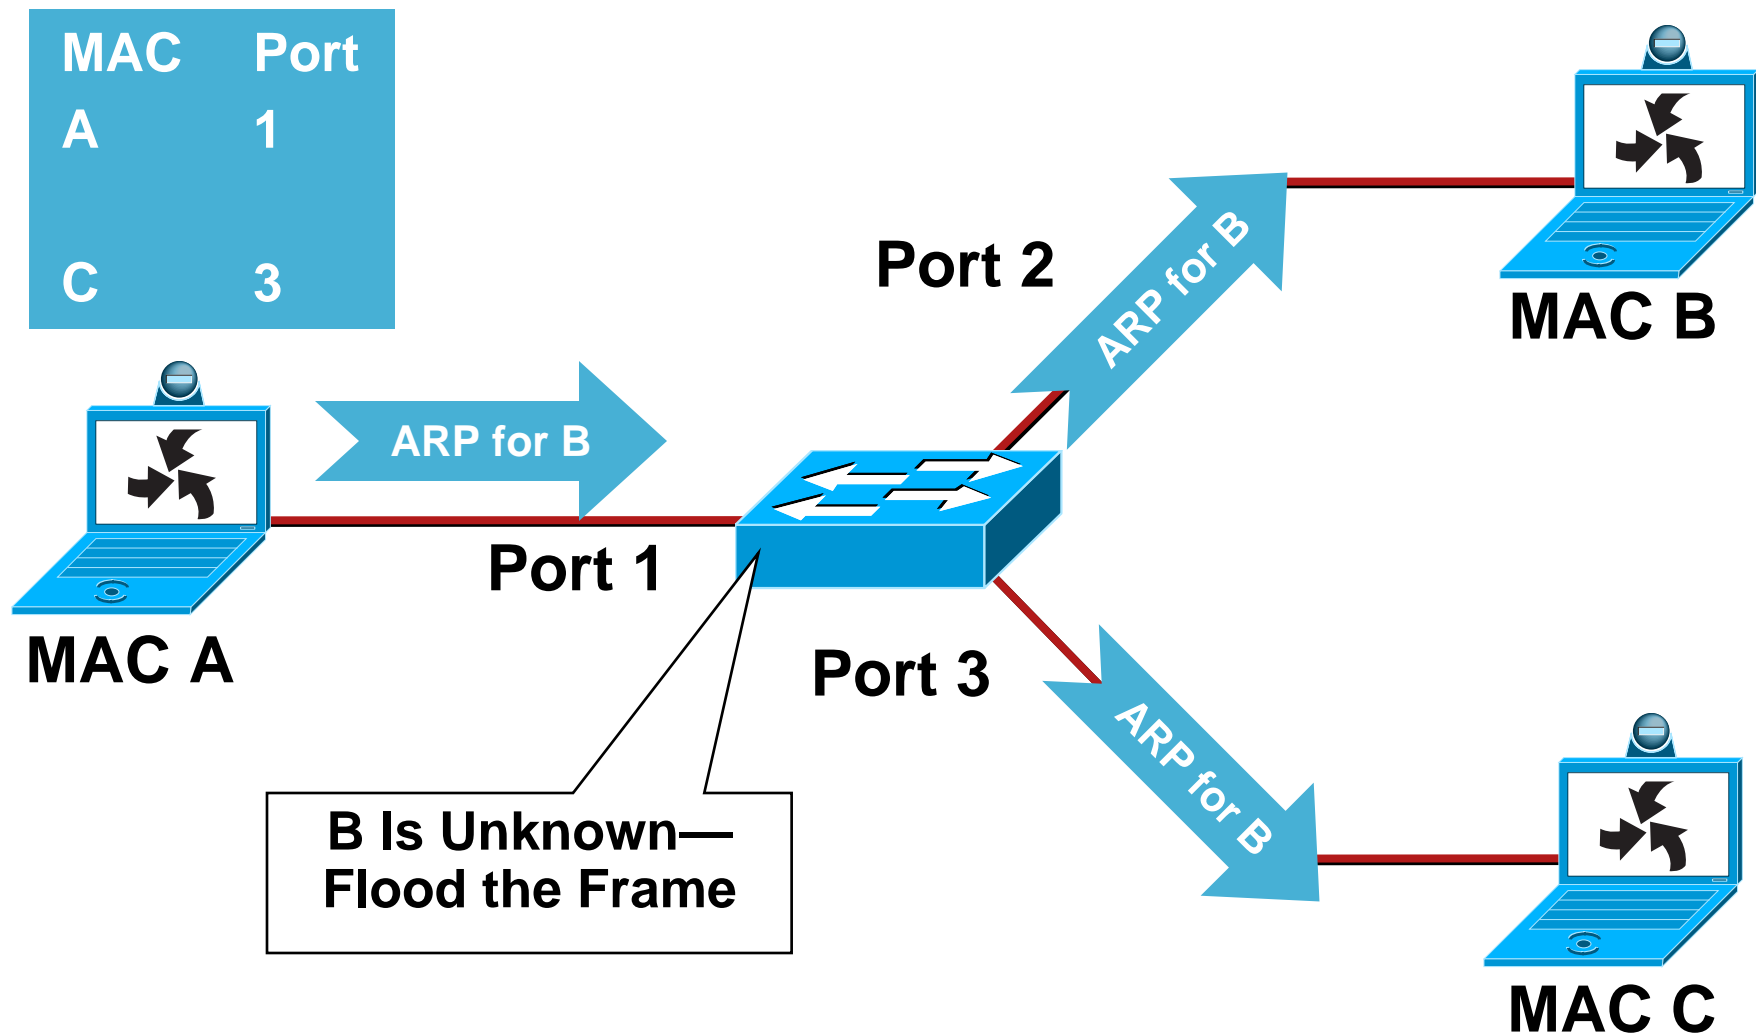 MAC Port
A 1
C 3
Port 2
ARP for B
MAC B
ARP for B
Port 1
MAC A
Port 3
ARP for B
B Is Unknown—
Flood the Frame
MAC C